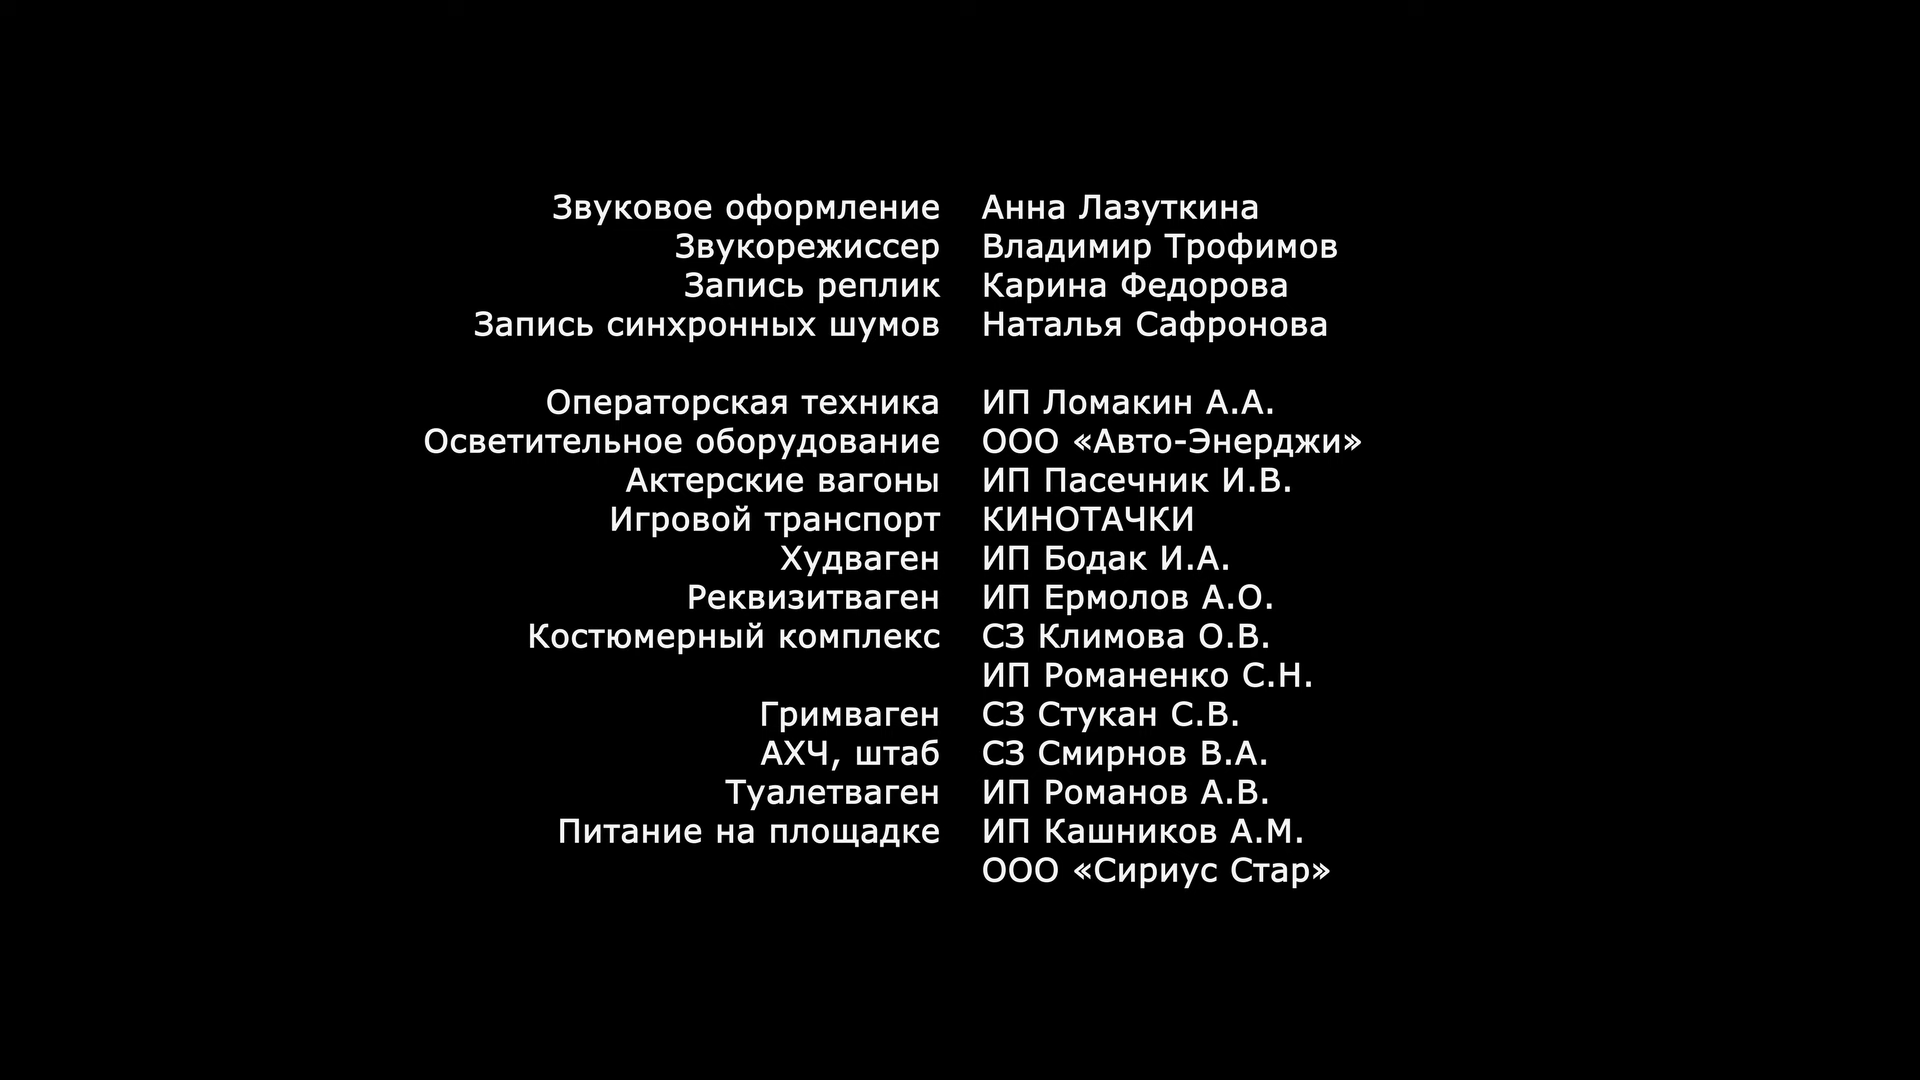 Звуковое оформление Анна Лазуткина
Звукорежиссер Владимир Трофимов
Запись реплик Карина Федорова
Запись синхронных шумов Наталья Сафронова
Операторская техника ИП Ломакин А.А.
Осветительное оборудование ООО «Авто-Энерджи»
Актерские вагоны ИП Пасечник И.В.
Игровой транспорт КИНОТАЧКИ
Худваген ИП Бодак И.А.
Реквизитваген ИП Ермолов А.О.
Костюмерный комплекс СЗ Климова О.В.
ИП Романенко С.Н.
Гримваген СЗ Стукан С.В.
АХЧ, штаб СЗ Смирнов В.А.
Туалетваген ИП Романов А.В.
Питание на площадке ИП Кашников А.М.
ООО «Сириус Стар»